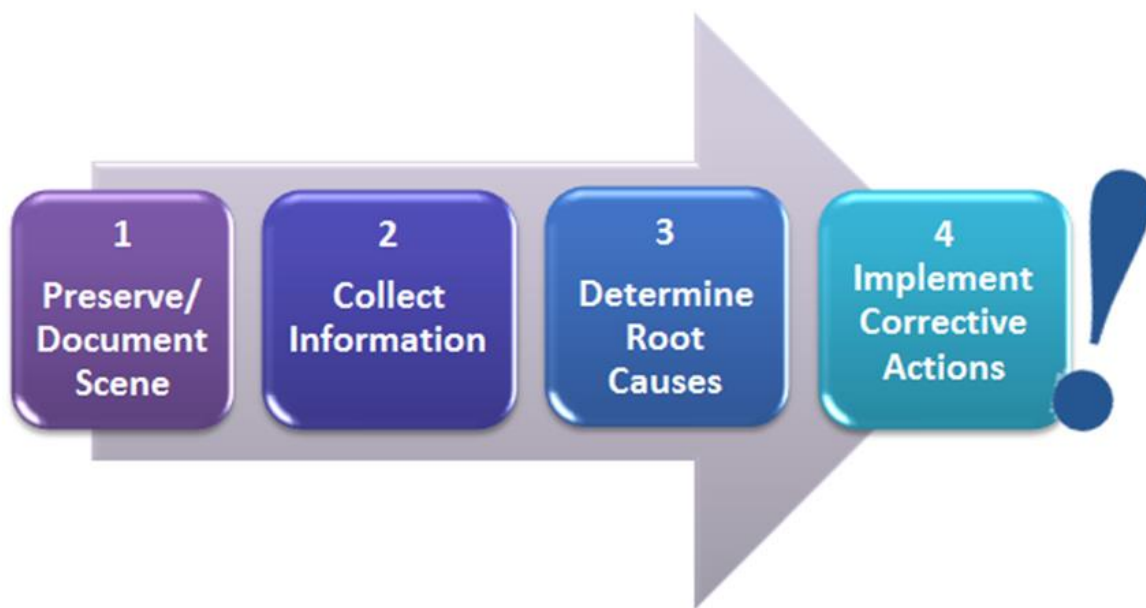 1
Preserve/
Document
Scene
2
Collect
Information
3
Determine
Root
Causes
4
Implement
Corrective
Actions
!